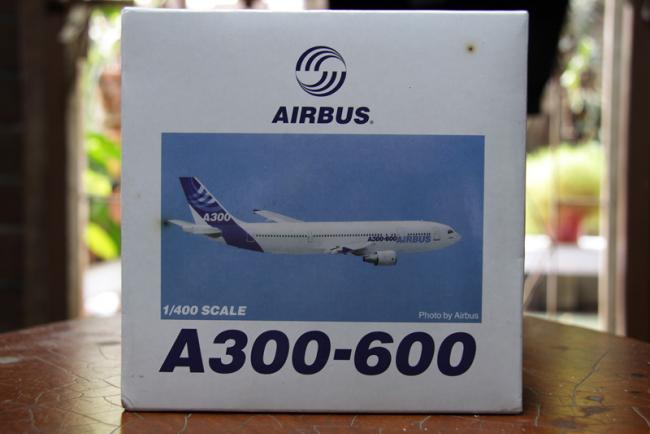 AIRBUS
A300
A300-600 AIRBUS
1/400 SCALE
Photo by Airbus
A300-600